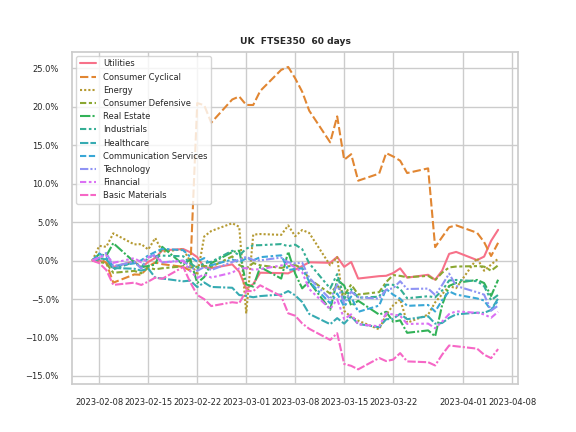 UK  FTSE350  60 days
25.0%
20.0%
15.0%
10.0%
5.0%
0.0%
−5.0%
−10.0%
−15.0%
Utilities
Consumer Cyclical
Energy
Consumer Defensive
Real Estate
Industrials
Healthcare
Communication Services
Technology
Financial
Basic Materials
2023-02-08 2023-02-15 2023-02-22 2023-03-01 2023-03-08 2023-03-15 2023-03-22 2023-04-01 2023-04-08